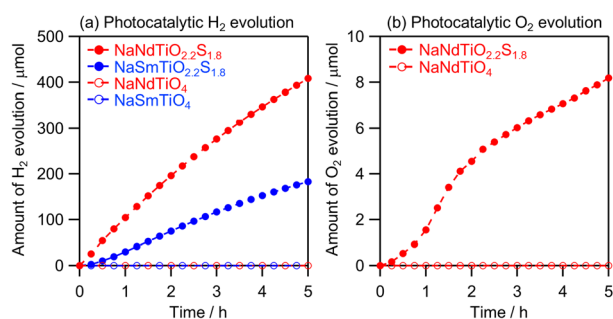 (a) Photocatalytic H₂ evolution
500
400
300
200
100
0
Amount of H₂ evolution / μmol
NaNdTiO₂.₂S₁.₈
NaSmTiO₂.₂S₁.₈
NaNdTiO₄
NaSmTiO₄
0 1 2 3 4 5
Time / h
(b) Photocatalytic O₂ evolution
10
8
6
4
2
0
Amount of O₂ evolution / μmol
NaNdTiO₂.₂S₁.₈
NaNdTiO₄
0 1 2 3 4 5
Time / h